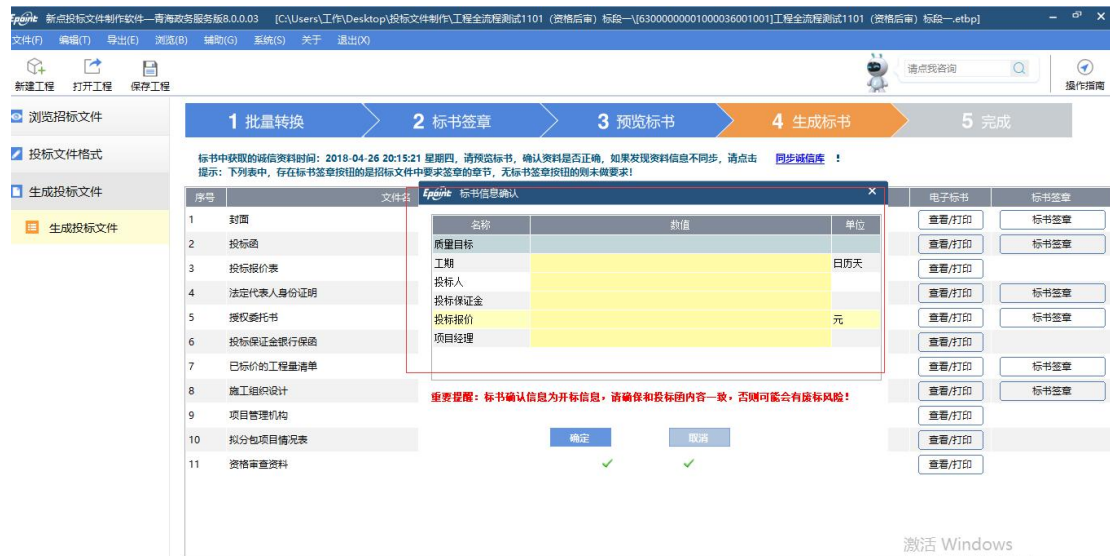 Epoint 新点投标文件制作软件—青海政务服务版8.0.0.03 [C:\Users\工作\Desktop\投标文件制作\工程全流程测试1101（资格后审）标段一\[6300000001000036001001]工程全流程测试1101（资格后审）标段一.etbp]
文件(F) 编辑(T) 导出(E) 浏览(B) 辅助(G) 系统(S) 关于 退出(X)
新建工程 打开工程 保存工程 请点我咨询 操作指南
浏览招标文件
投标文件格式
生成投标文件
生成投标文件
1 批量转换 2 标书签章 3 预览标书 4 生成标书 5 完成
标书中获取的诚信资料时间：2018-04-26 20:15:21 星期四，请预览标书，确认资料是否正确，如果发现资料信息不同步，请点击 同步诚信库 ！
提示：下列表中，存在标书签章按钮的是招标文件中要求签章的章节，无标书签章按钮的则未做要求！
序号 文件名 电子标书 标书签章
1 封面 查看/打印 标书签章
2 投标函 查看/打印 标书签章
3 投标报价表 查看/打印
4 法定代表人身份证明 查看/打印 标书签章
5 授权委托书 查看/打印 标书签章
6 投标保证金银行保函 查看/打印
7 已标价的工程量清单 查看/打印 标书签章
8 施工组织设计 查看/打印 标书签章
9 项目管理机构 查看/打印
10 拟分包项目情况表 查看/打印
11 资格审查资料 查看/打印
Epoint 标书信息确认
名称 数值 单位
质量目标
工期 日历天
投标人
投标保证金
投标报价 元
项目经理
重要提醒：标书确认信息为开标信息，请确保和投标函内容一致，否则可能会有废标风险！
确定 取消
激活 Windows